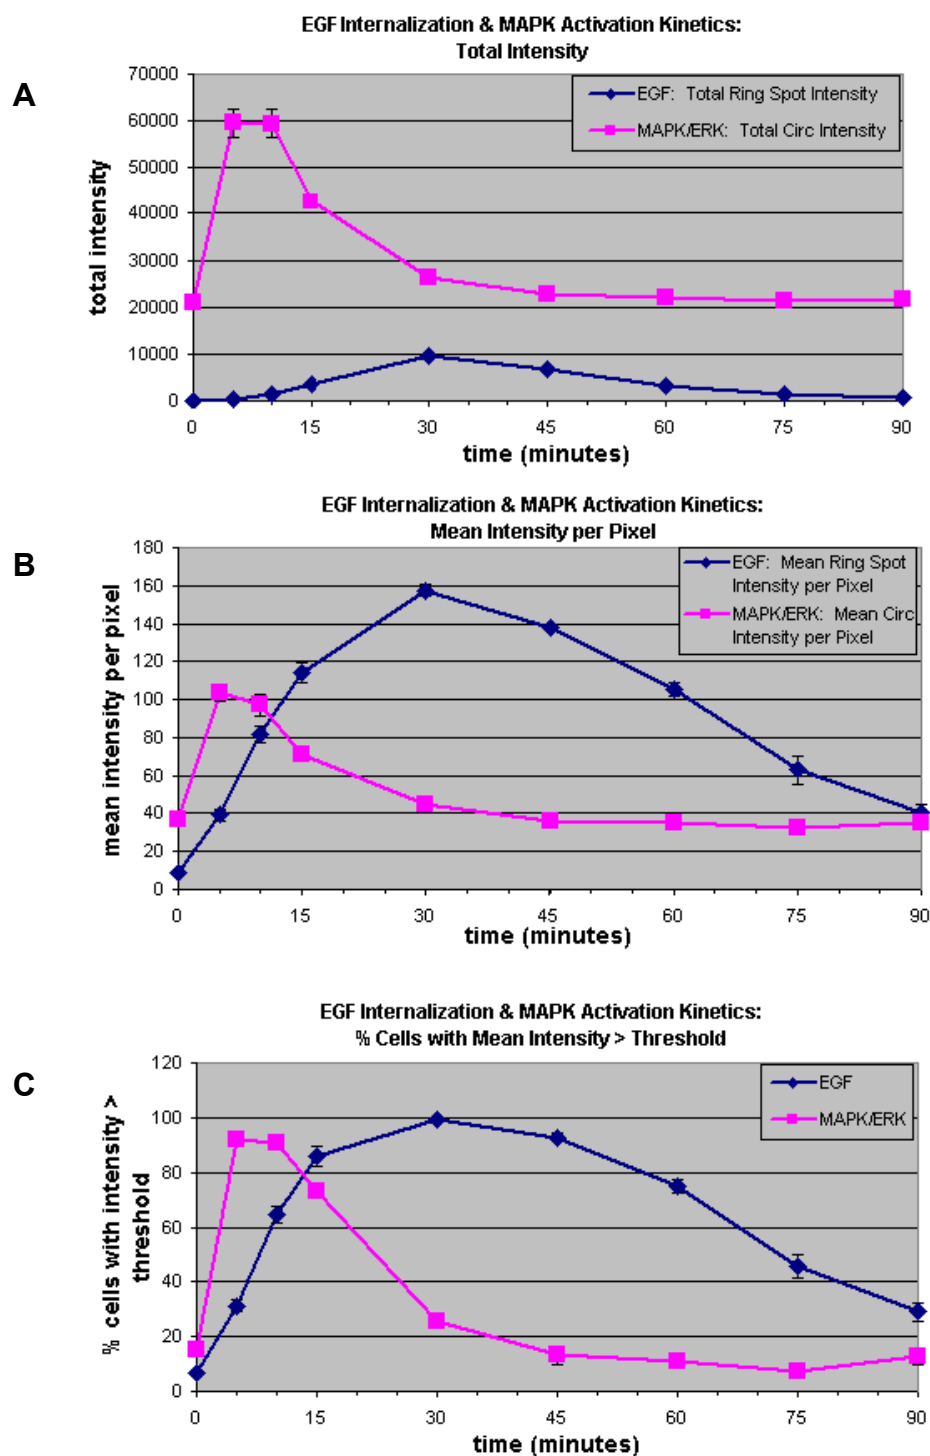 A
EGF Internalization & MAPK Activation Kinetics:
Total Intensity
total intensity
70000
60000
50000
40000
30000
20000
10000
0
EGF: Total Ring Spot Intensity
MAPK/ERK: Total Circ Intensity
0 15 30 45 60 75 90
time (minutes)
B
EGF Internalization & MAPK Activation Kinetics:
Mean Intensity per Pixel
mean intensity per pixel
180
160
140
120
100
80
60
40
20
0
EGF: Mean Ring Spot
Intensity per Pixel
MAPK/ERK: Mean Circ
Intensity per Pixel
0 15 30 45 60 75 90
time (minutes)
C
EGF Internalization & MAPK Activation Kinetics:
% Cells with Mean Intensity > Threshold
% cells with intensity >
threshold
120
100
80
60
40
20
0
EGF
MAPK/ERK
0 15 30 45 60 75 90
time (minutes)